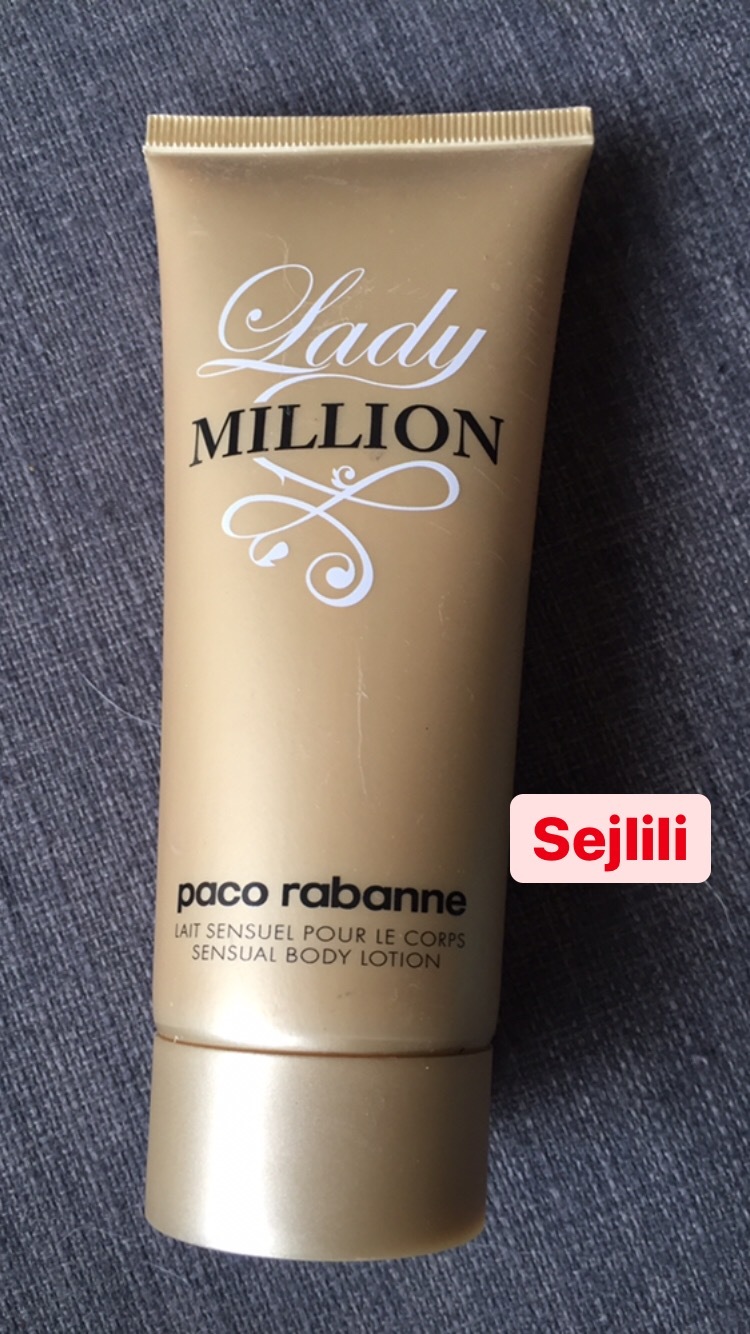 Lady
MILLION
Sejlili
paco rabanne
LAIT SENSUEL POUR LE CORPS
SENSUAL BODY LOTION